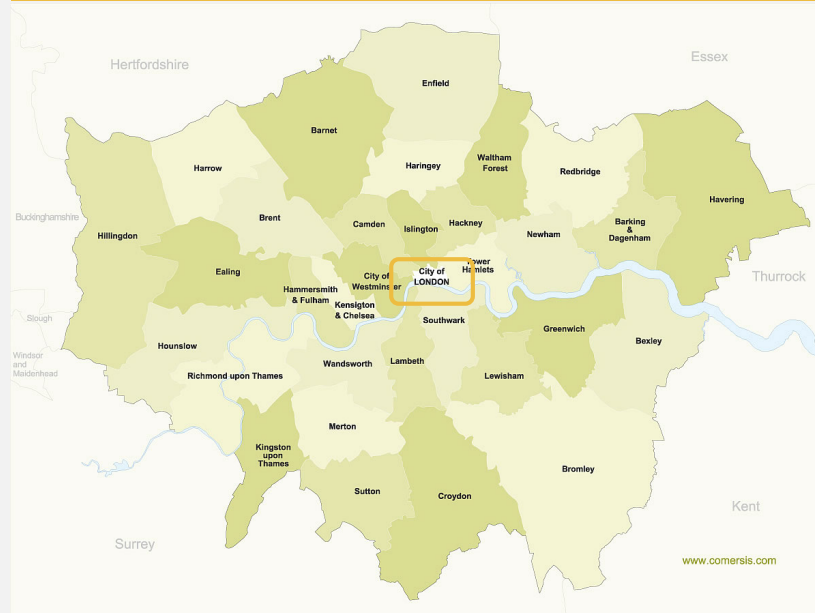 Hertfordshire
Essex
Enfield
Barnet
Waltham
Forest
Haringey
Harrow
Redbridge
Havering
Buckinghamshire
Brent
Camden
Islington
Hackney
Barking
&
Dagenham
Hillingdon
Newham
Ealing
City of
Westminster
City of
LONDON
Tower
Hamlets
Thurrock
Hammersmith
& Fulham
Kensigton
& Chelsea
Slough
Southwark
Greenwich
Bexley
Hounslow
Windsor
and
Maidenhead
Richmond upon Thames
Wandsworth
Lambeth
Lewisham
Merton
Kingston
upon
Thames
Bromley
Sutton
Croydon
Kent
Surrey
www.comersis.com